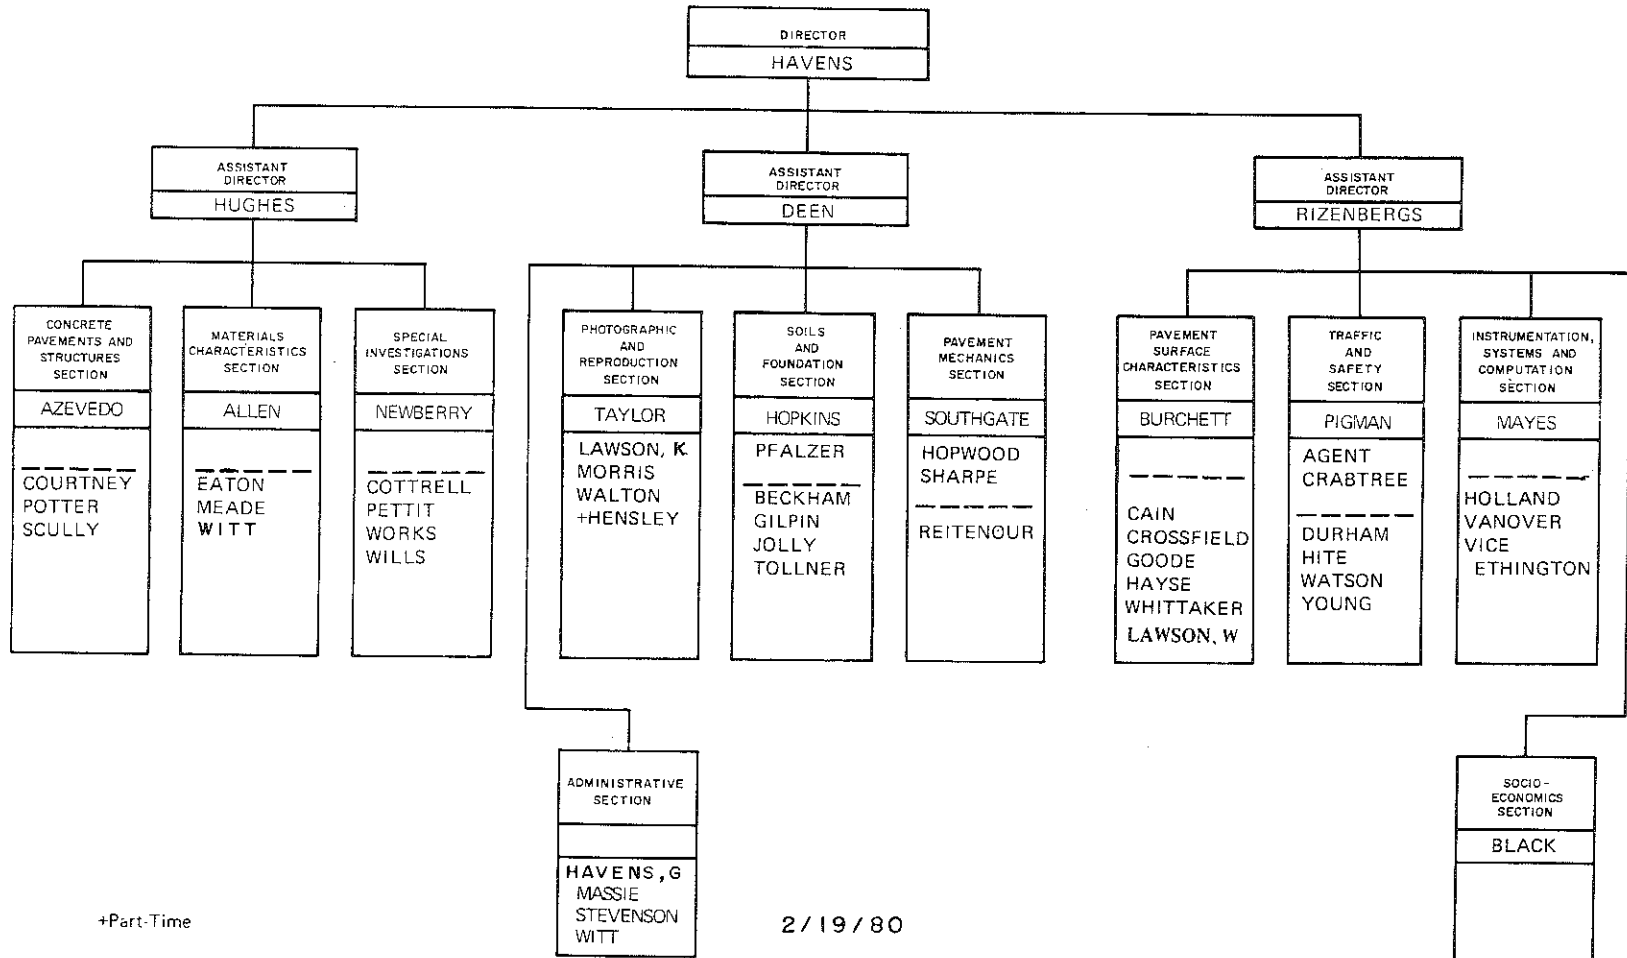 DIRECTOR
HAVENS
ASSISTANT
DIRECTOR
HUGHES
ASSISTANT
DIRECTOR
DEEN
ASSISTANT
DIRECTOR
RIZENBERGS
CONCRETE
PAVEMENTS AND
STRUCTURES
SECTION
AZEVEDO
COURTNEY
POTTER
SCULLY
MATERIALS
CHARACTERISTICS
SECTION
ALLEN
EATON
MEADE
WITT
SPECIAL
INVESTIGATIONS
SECTION
NEWBERRY
COTTRELL
PETTIT
WORKS
WILLS
PHOTOGRAPHIC
AND
REPRODUCTION
SECTION
TAYLOR
LAWSON, K
MORRIS
WALTON
+HENSLEY
SOILS
AND
FOUNDATION
SECTION
HOPKINS
PFALZER
BECKHAM
GILPIN
JOLLY
TOLLNER
PAVEMENT
MECHANICS
SECTION
SOUTHGATE
HOPWOOD
SHARPE
REITENOUR
PAVEMENT
SURFACE
CHARACTERISTICS
SECTION
BURCHETT
CAIN
CROSSFIELD
GOODE
HAYSE
WHITTAKER
LAWSON, W
TRAFFIC
AND
SAFETY
SECTION
PIGMAN
AGENT
CRABTREE
DURHAM
HITE
WATSON
YOUNG
INSTRUMENTATION,
SYSTEMS AND
COMPUTATION
SECTION
MAYES
HOLLAND
VANOVER
VICE
ETHINGTON
ADMINISTRATIVE
SECTION
HAVENS, G
MASSIE
STEVENSON
WITT
SOCIO-
ECONOMICS
SECTION
BLACK
+Part-Time
2/19/80